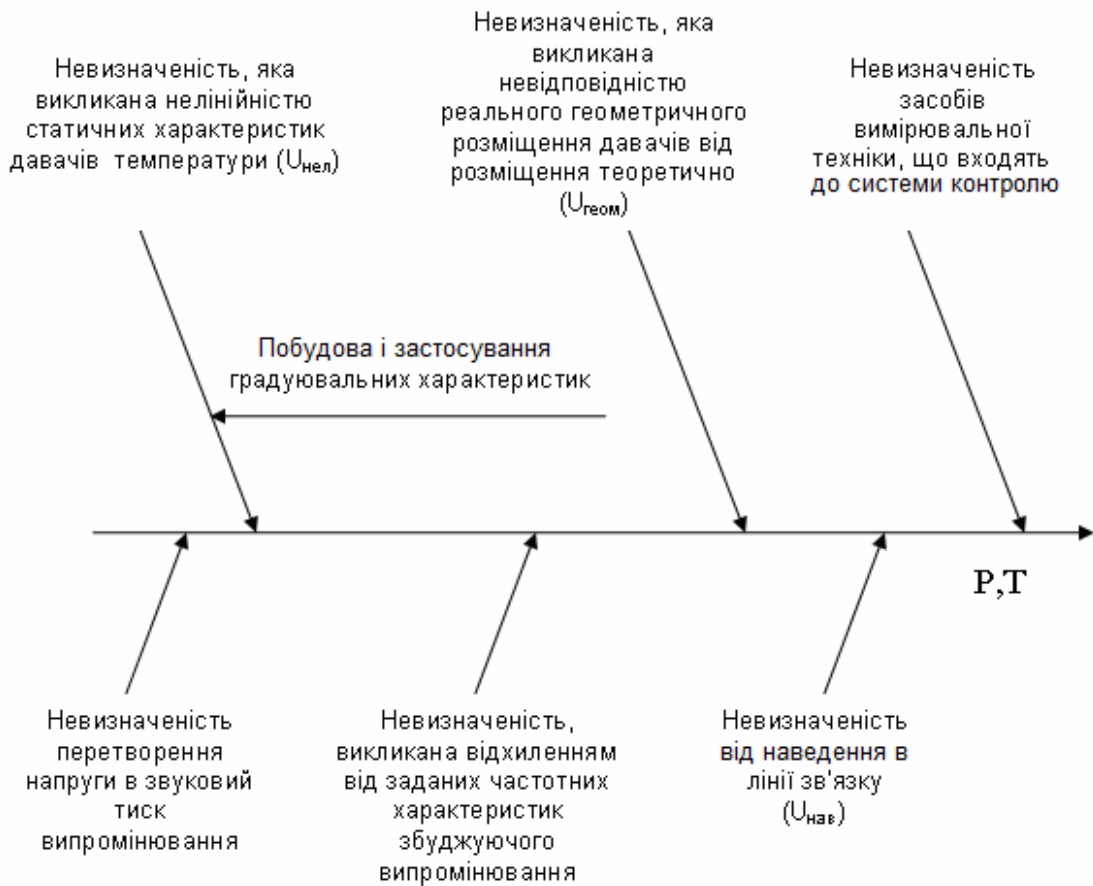 Невизначеність, яка
викликана нелінійністю
статичних характеристик
давачів температури (Uнел)
Невизначеність, яка
викликана
невідповідністю
реального геометричного
розміщення давачів від
розміщення теоретично
(Uгеом)
Невизначеність
засобів
вимірювальної
техніки, що входять
до системи контролю
Побудова і застосування
градуювальних характеристик
P,T
Невизначеність
перетворення
напруги в звуковий
тиск
випромінювання
Невизначеність,
викликана відхиленням
від заданих частотних
характеристик
збуджуючого
випромінювання
Невизначеність
від наведення в
лінії зв'язку
(Uнав)